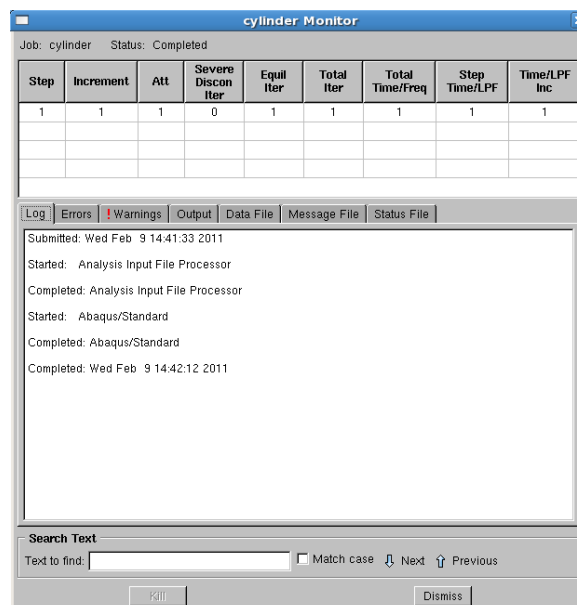 cylinder Monitor
Job: cylinder Status: Completed
Step Increment Att Severe Discon Iter Equil Iter Total Iter Total Time/Freq Step Time/LPF Time/LPF Inc
1 1 1 0 1 1 1 1 1
Log Errors ! Warnings Output Data File Message File Status File
Submitted: Wed Feb 9 14:41:33 2011
Started: Analysis Input File Processor
Completed: Analysis Input File Processor
Started: Abaqus/Standard
Completed: Abaqus/Standard
Completed: Wed Feb 9 14:42:12 2011
Search Text
Text to find: Match case Next Previous
Kill Dismiss